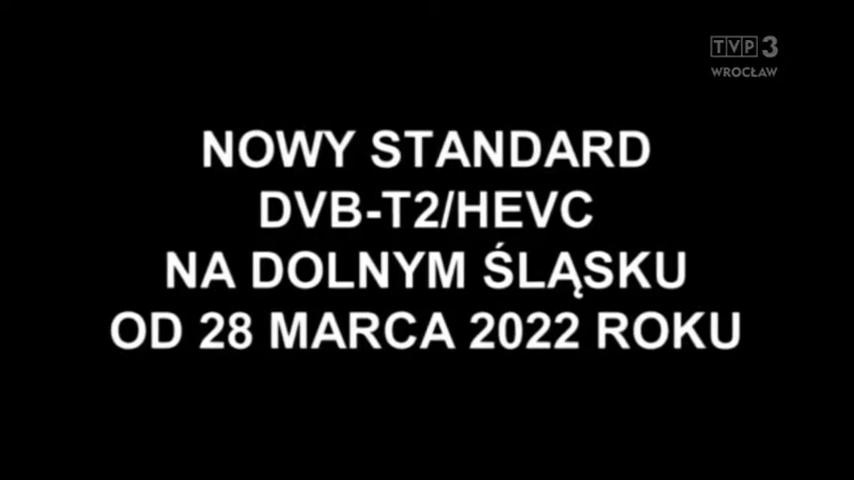 TVP3
WROCŁAW
NOWY STANDARD
DVB-T2/HEVC
NA DOLNYM ŚLĄSKU
OD 28 MARCA 2022 ROKU